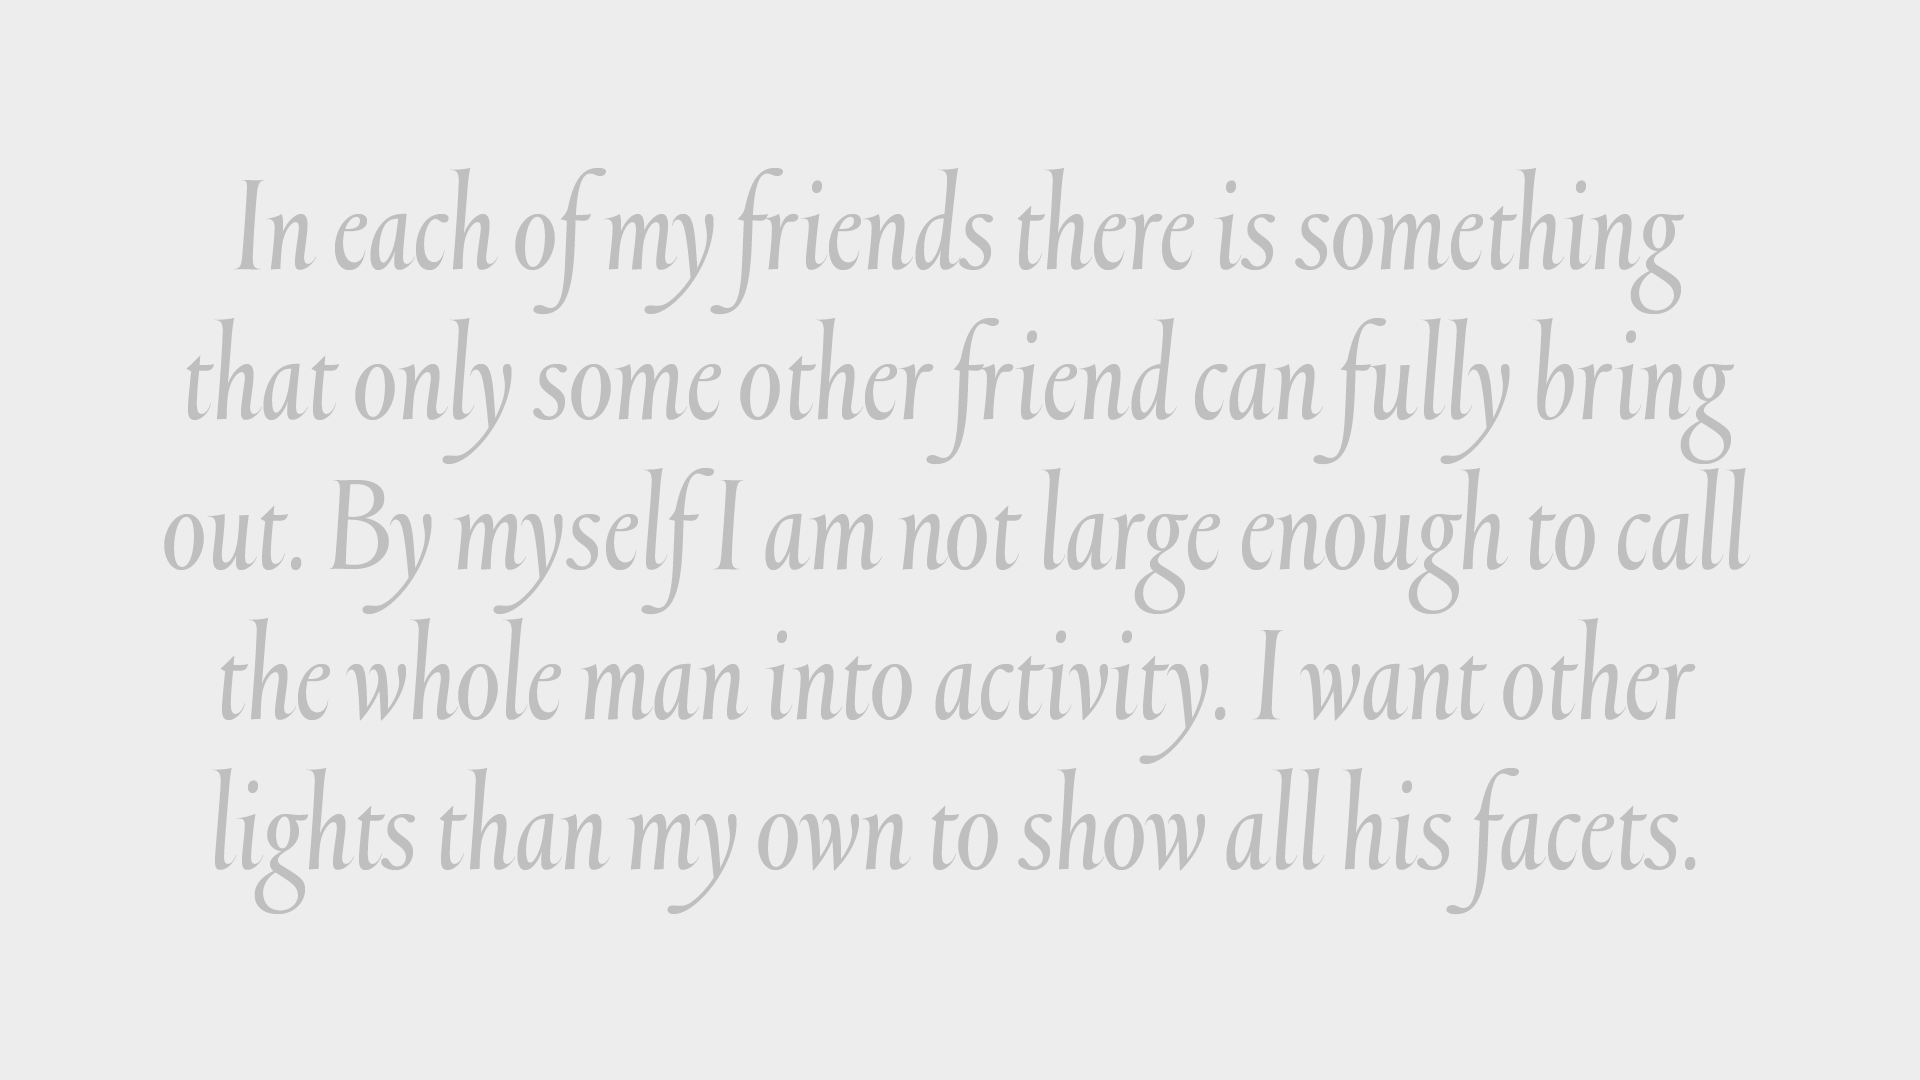 In each of my friends there is something
that only some other friend can fully bring
out. By myself I am not large enough to call
the whole man into activity. I want other
lights than my own to show all his facets.